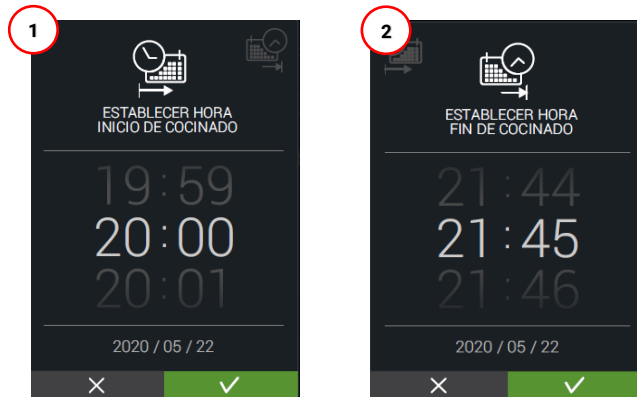 1
ESTABLECER HORA
INICIO DE COCINADO
19:59
20:00
20:01
2020 / 05 / 22
2
ESTABLECER HORA
FIN DE COCINADO
21:44
21:45
21:46
2020 / 05 / 22